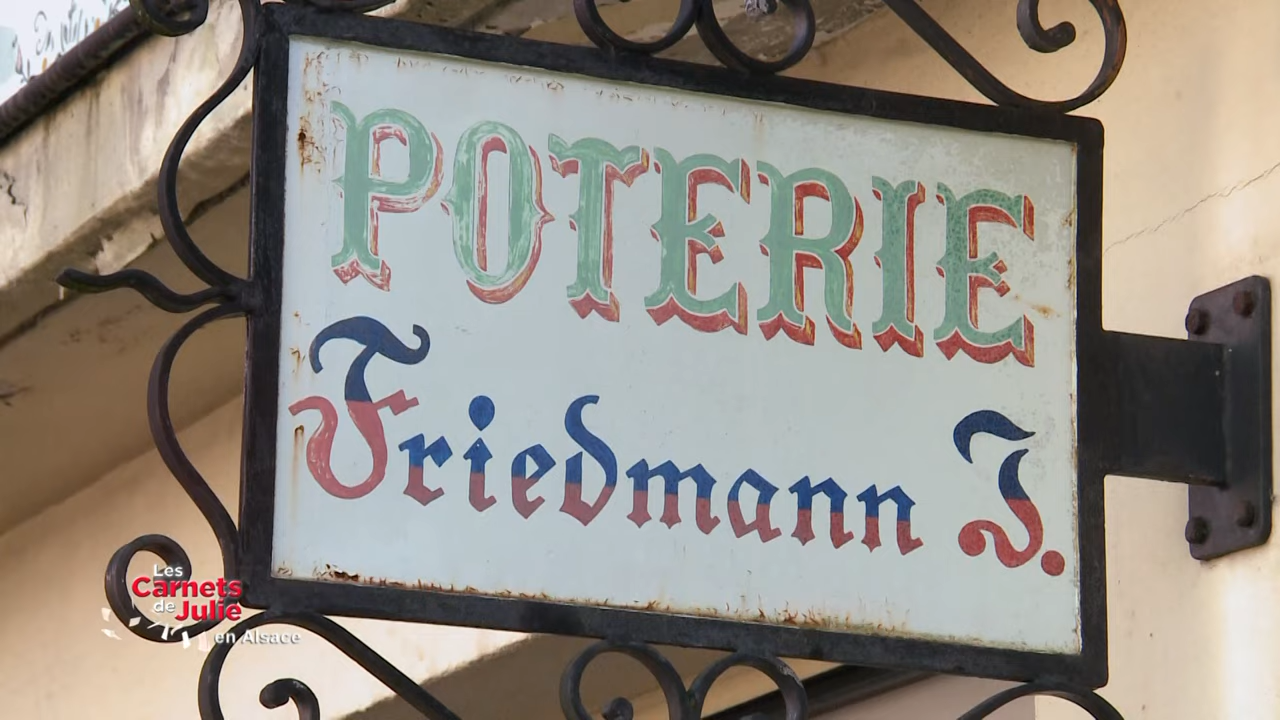 POTERIE
Friedmann J.
Les
Carnets
de Julie
en Alsace